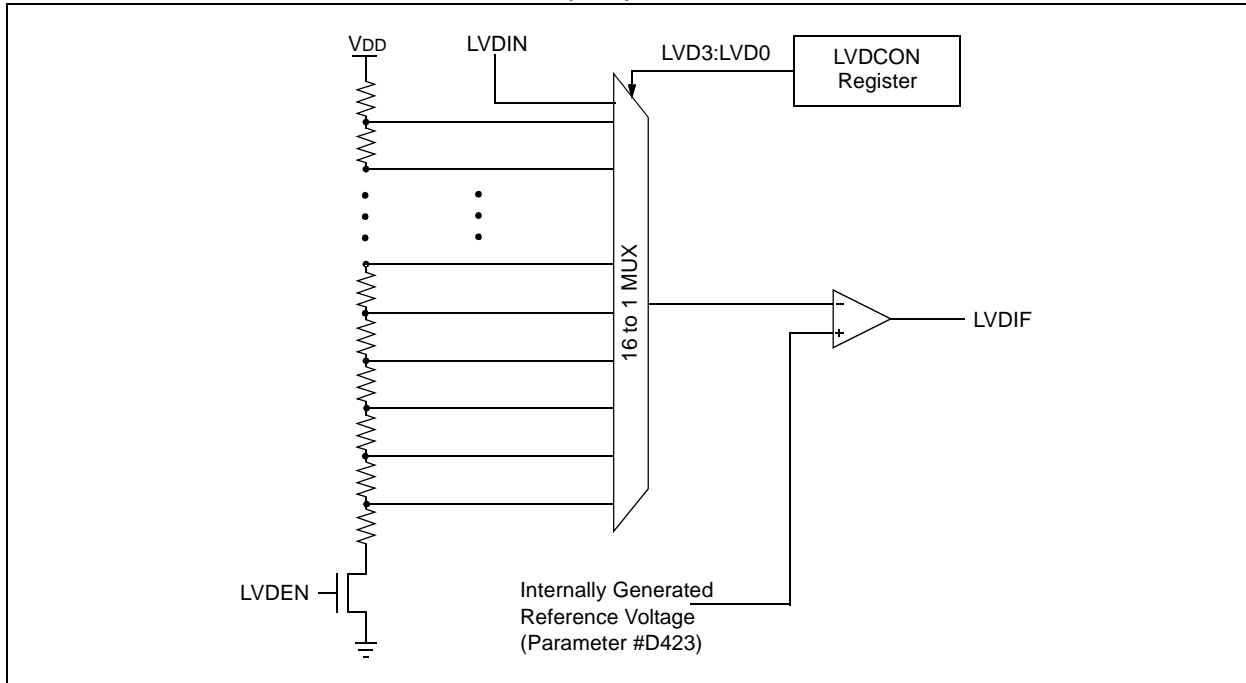 VDD
LVDIN
LVD3:LVD0
LVDCON
Register
16 to 1 MUX
-
+
LVDIF
LVDEN
Internally Generated
Reference Voltage
(Parameter #D423)